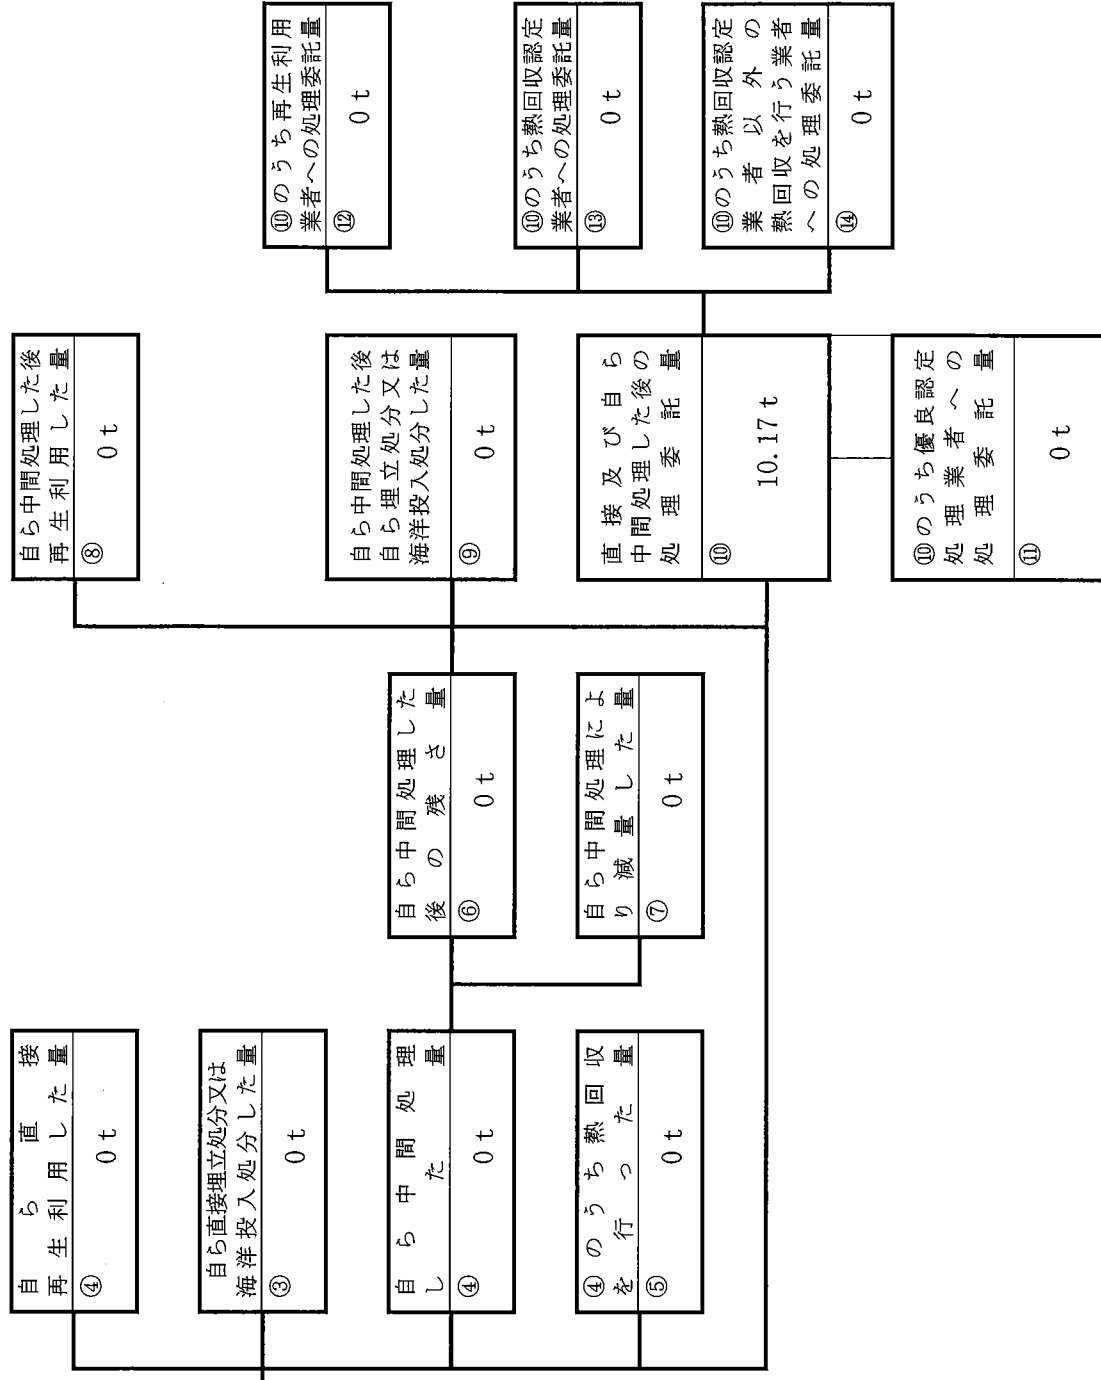 自ら直接
再生利用した量
④
0t
自ら直接埋立処分又は
海洋投入処分した量
③
0t
自ら中間処理
した量
④
0t
④のうち熱回収
を行った量
⑤
0t
自ら中間処理した
後の残さ量
⑥
0t
自ら中間処理によ
り減量した量
⑦
0t
自ら中間処理した後
再生利用した量
⑧
0t
自ら中間処理した後
自ら埋立処分又は
海洋投入処分した量
⑨
0t
直接及び自ら
中間処理した後の
処理委託量
⑩
10.17t
⑩のうち優良認定
処理業者への
処理委託量
⑪
0t
⑩のうち再生利用
業者への処理委託量
⑫
0t
⑩のうち熱回収認定
業者への処理委託量
⑬
0t
⑩のうち熱回収認定
業者以外の
熱回収を行う業者
への処理委託量
⑭
0t